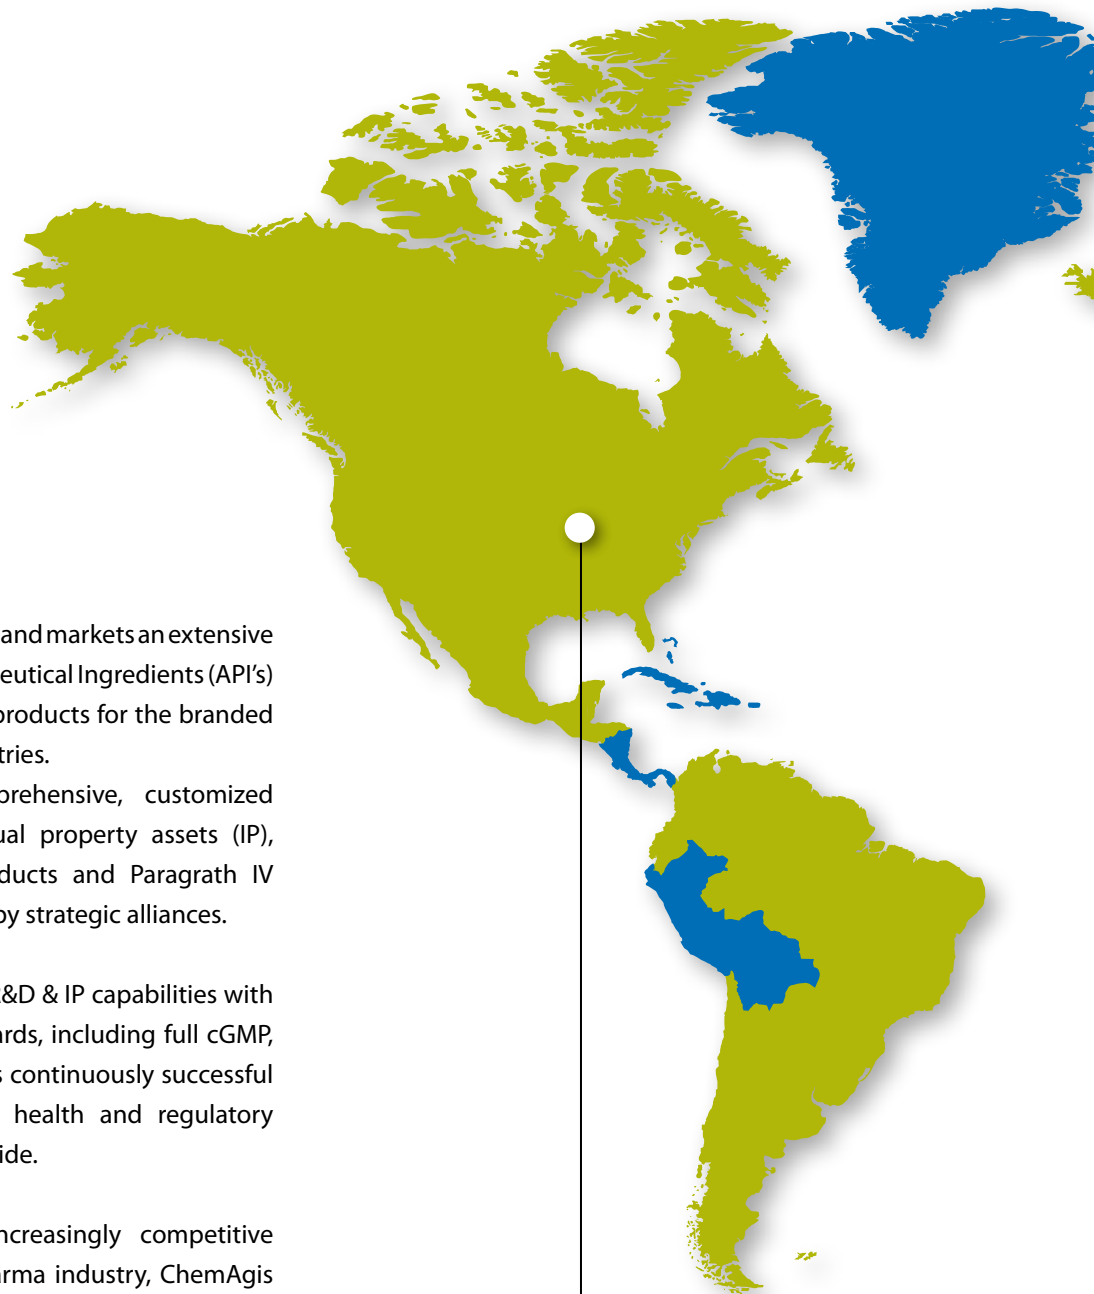 and markets an extensive
eutical Ingredients (API's)
products for the branded
tries.
prehensive, customized
ual property assets (IP),
ducts and Paragrath IV
by strategic alliances.
&D & IP capabilities with
ards, including full cGMP,
s continuously successful
health and regulatory
ide.
ncreasingly competitive
arma industry, ChemAgis